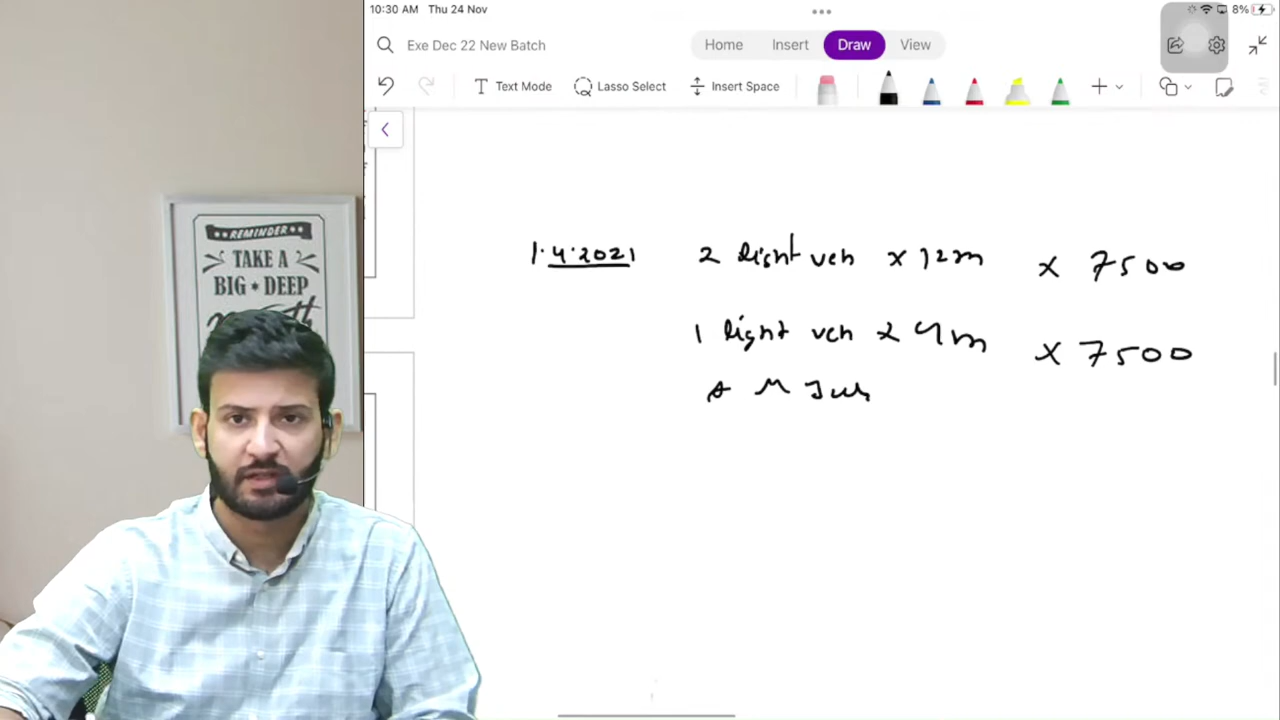 10:30 AM Thu 24 Nov 8%
Exe Dec 22 New Batch Home Insert Draw View
Text Mode Lasso Select Insert Space
REMINDER
TAKE A
BIG DEEP
1.4.2021 2 light veh x 12m x 7500
1 light veh x 4m x 7500
A M J July